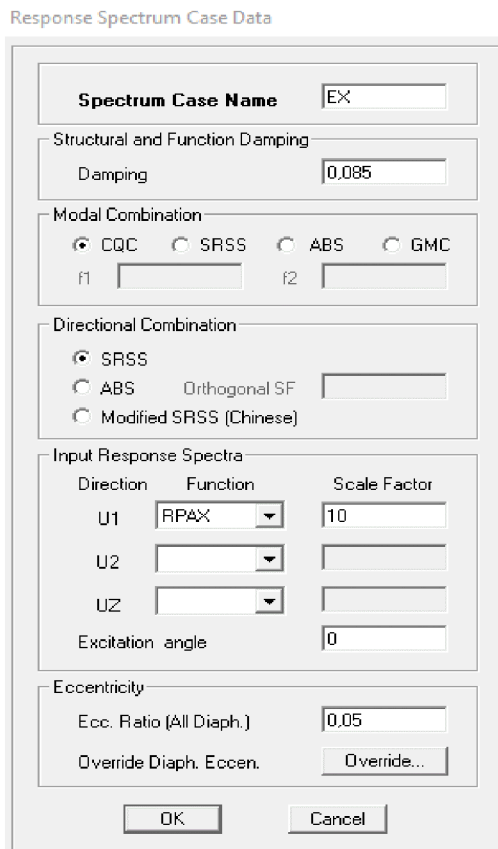 Response Spectrum Case Data
Spectrum Case Name EX
Structural and Function Damping
Damping 0,085
Modal Combination
CQC SRSS ABS GMC
f1 f2
Directional Combination
SRSS
ABS Orthogonal SF
Modified SRSS (Chinese)
Input Response Spectra
Direction Function Scale Factor
U1 RPAX 10
U2
UZ
Excitation angle 0
Eccentricity
Ecc. Ratio (All Diaph.) 0,05
Override Diaph. Eccen. Override...
OK Cancel